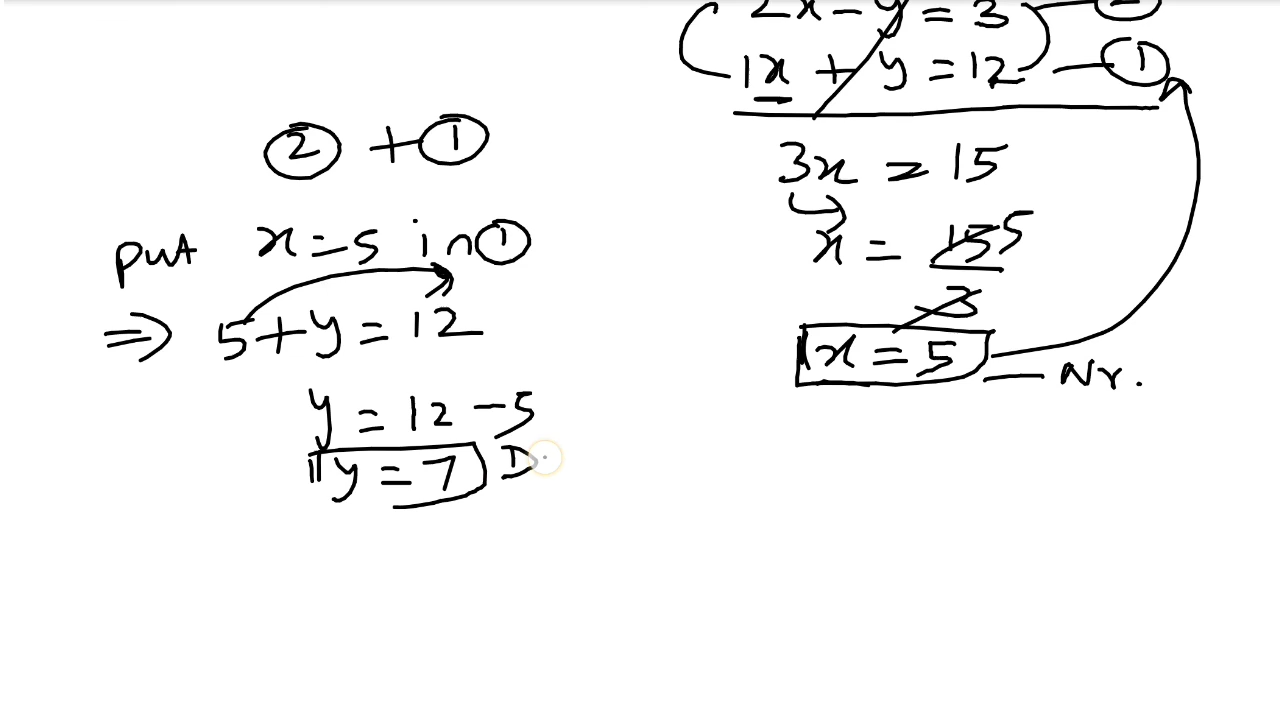 2x - y = 3 2
1x + y = 12 1
3x = 15
x = 15 5
3
x = 5
Nr.
2 + 1
put x = 5 in 1
⇒ 5 + y = 12
y = 12 - 5
y = 7 D